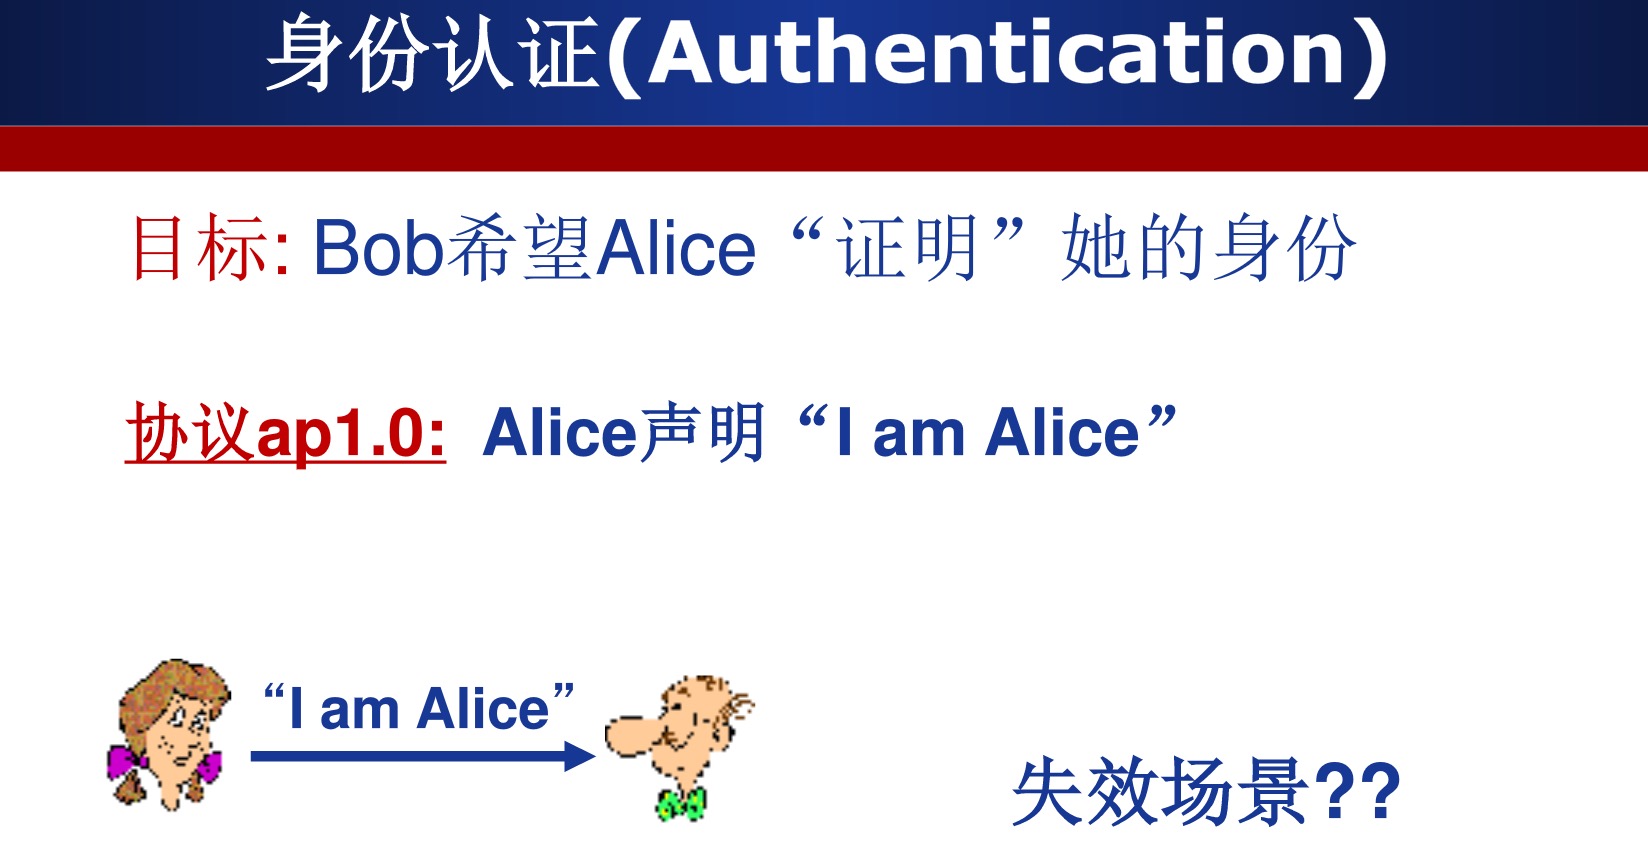 身份认证(Authentication)
目标: Bob希望Alice“证明”她的身份
协议ap1.0: Alice声明“I am Alice”
“I am Alice”
失效场景??